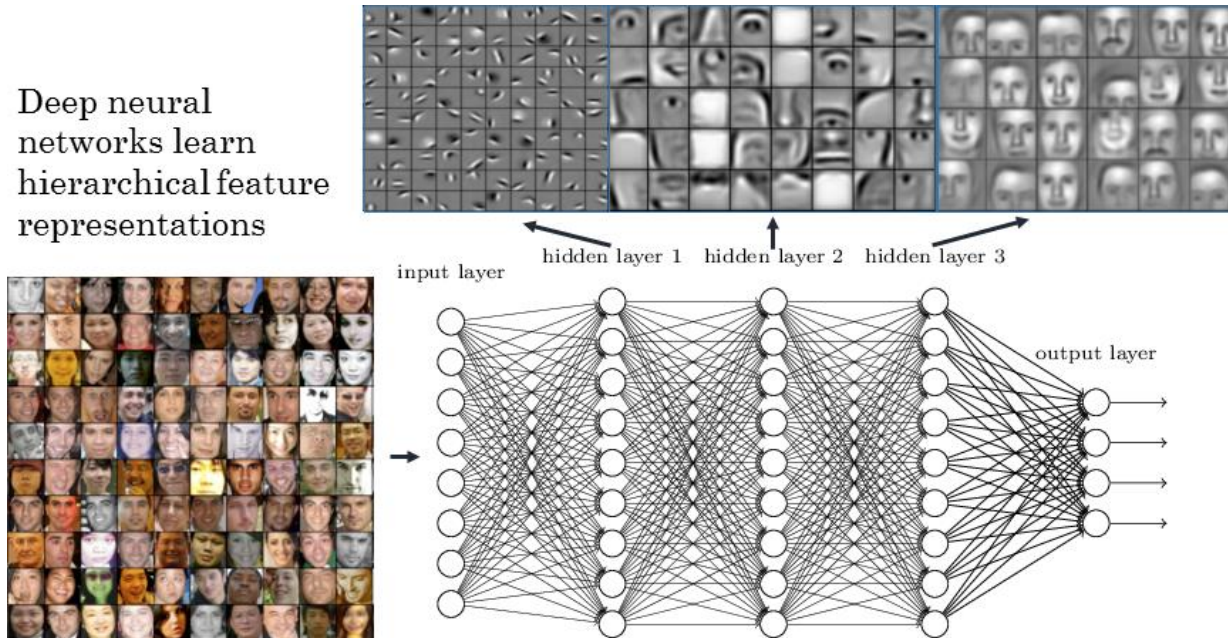 Deep neural
networks learn
hierarchical feature
representations
input layer
hidden layer 1
hidden layer 2
hidden layer 3
output layer